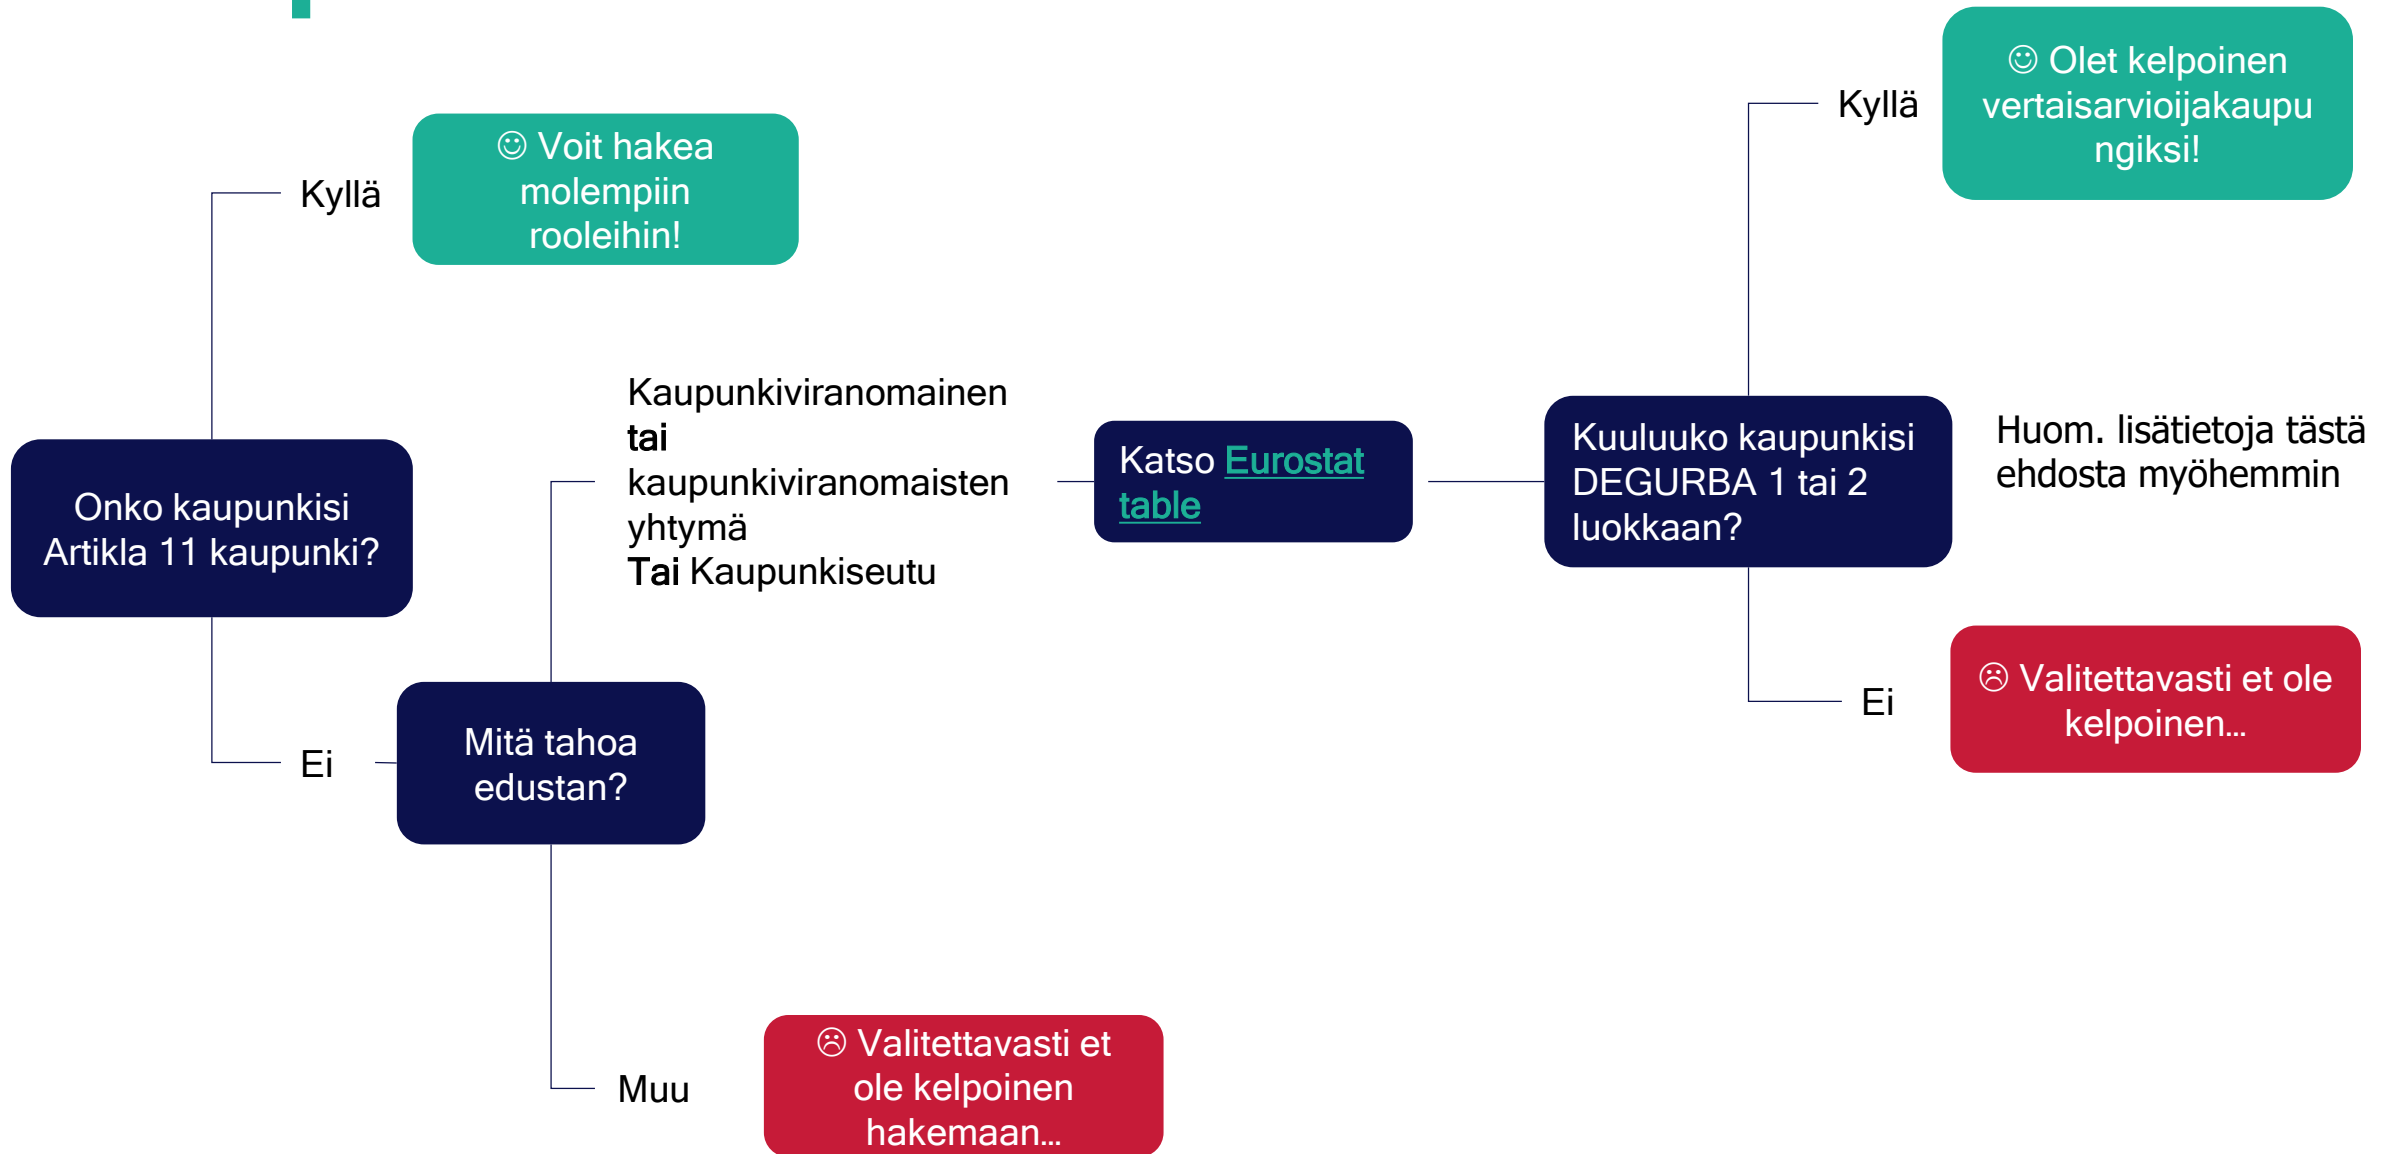 Onko kaupunkisi
Artikla 11 kaupunki?
Kyllä
☺ Voit hakea
molempiin
rooleihin!
Ei
Mitä tahoa
edustan?
Kaupunkiviranomainen
tai
kaupunkiviranomaisten
yhtymä
Tai Kaupunkiseutu
Muu
☹ Valitettavasti et
ole kelpoinen
hakemaan…
Katso Eurostat
table
Kuuluuko kaupunkisi
DEGURBA 1 tai 2
luokkaan?
Huom. lisätietoja tästä
ehdosta myöhemmin
Kyllä
☺ Olet kelpoinen
vertaisarvioijakaupu
ngiksi!
Ei
☹ Valitettavasti et ole
kelpoinen…